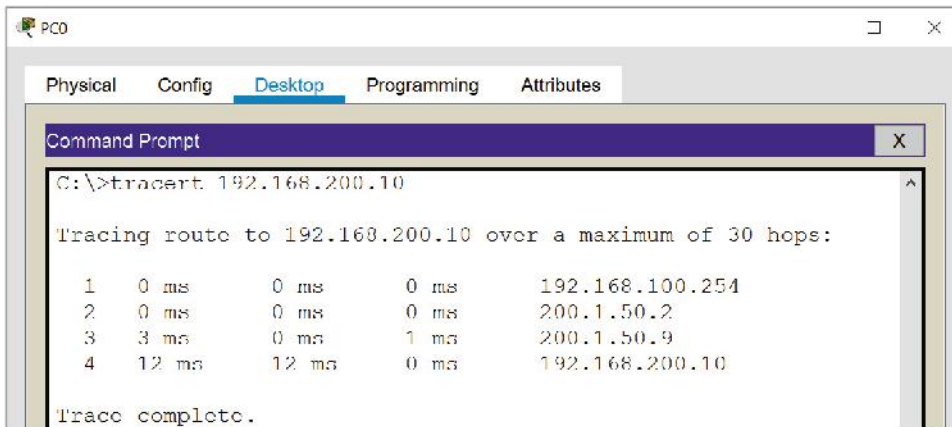 PC0
Physical Config Desktop Programming Attributes
Command Prompt X
C:\>tracert 192.168.200.10
Tracing route to 192.168.200.10 over a maximum of 30 hops:
1 0 ms 0 ms 0 ms 192.168.100.254
2 0 ms 0 ms 0 ms 200.1.50.2
3 3 ms 0 ms 1 ms 200.1.50.9
4 12 ms 12 ms 0 ms 192.168.200.10
Trace complete.